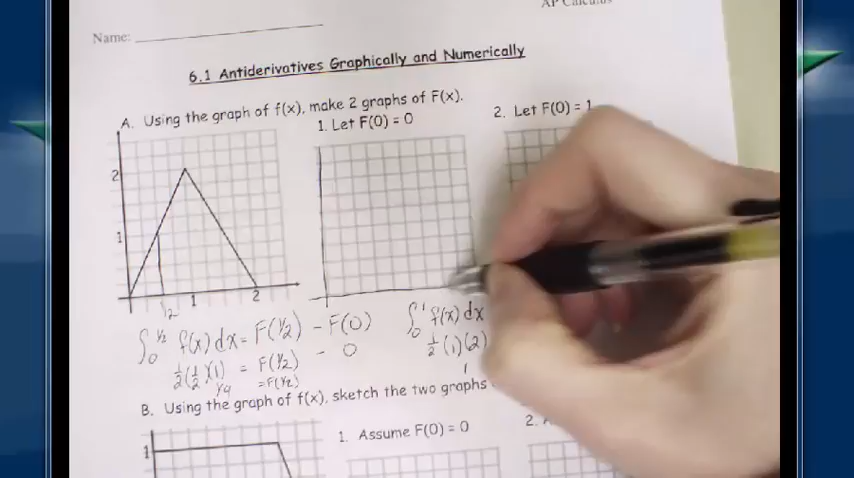 AP Calculus
Name:
6.1 Antiderivatives Graphically and Numerically
A. Using the graph of f(x), make 2 graphs of F(x).
1. Let F(0) = 0
2. Let F(0) = 1
2
1
½
1
2
∫₀^½ f(x) dx = F(½) - F(0)
½(½)(1) = F(½) - 0
¼ = F(½)
∫₀^1 f(x) dx
½(1)(2)
1
B. Using the graph of f(x), sketch the two graphs
1. Assume F(0) = 0
2. A
1